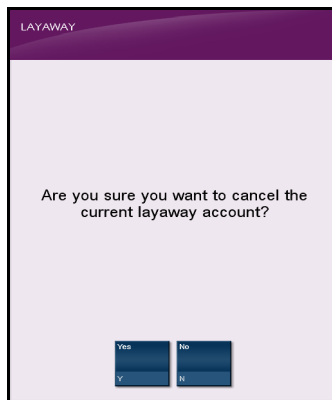 LAYAWAY
Are you sure you want to cancel the
current layaway account?
Yes No
Y N